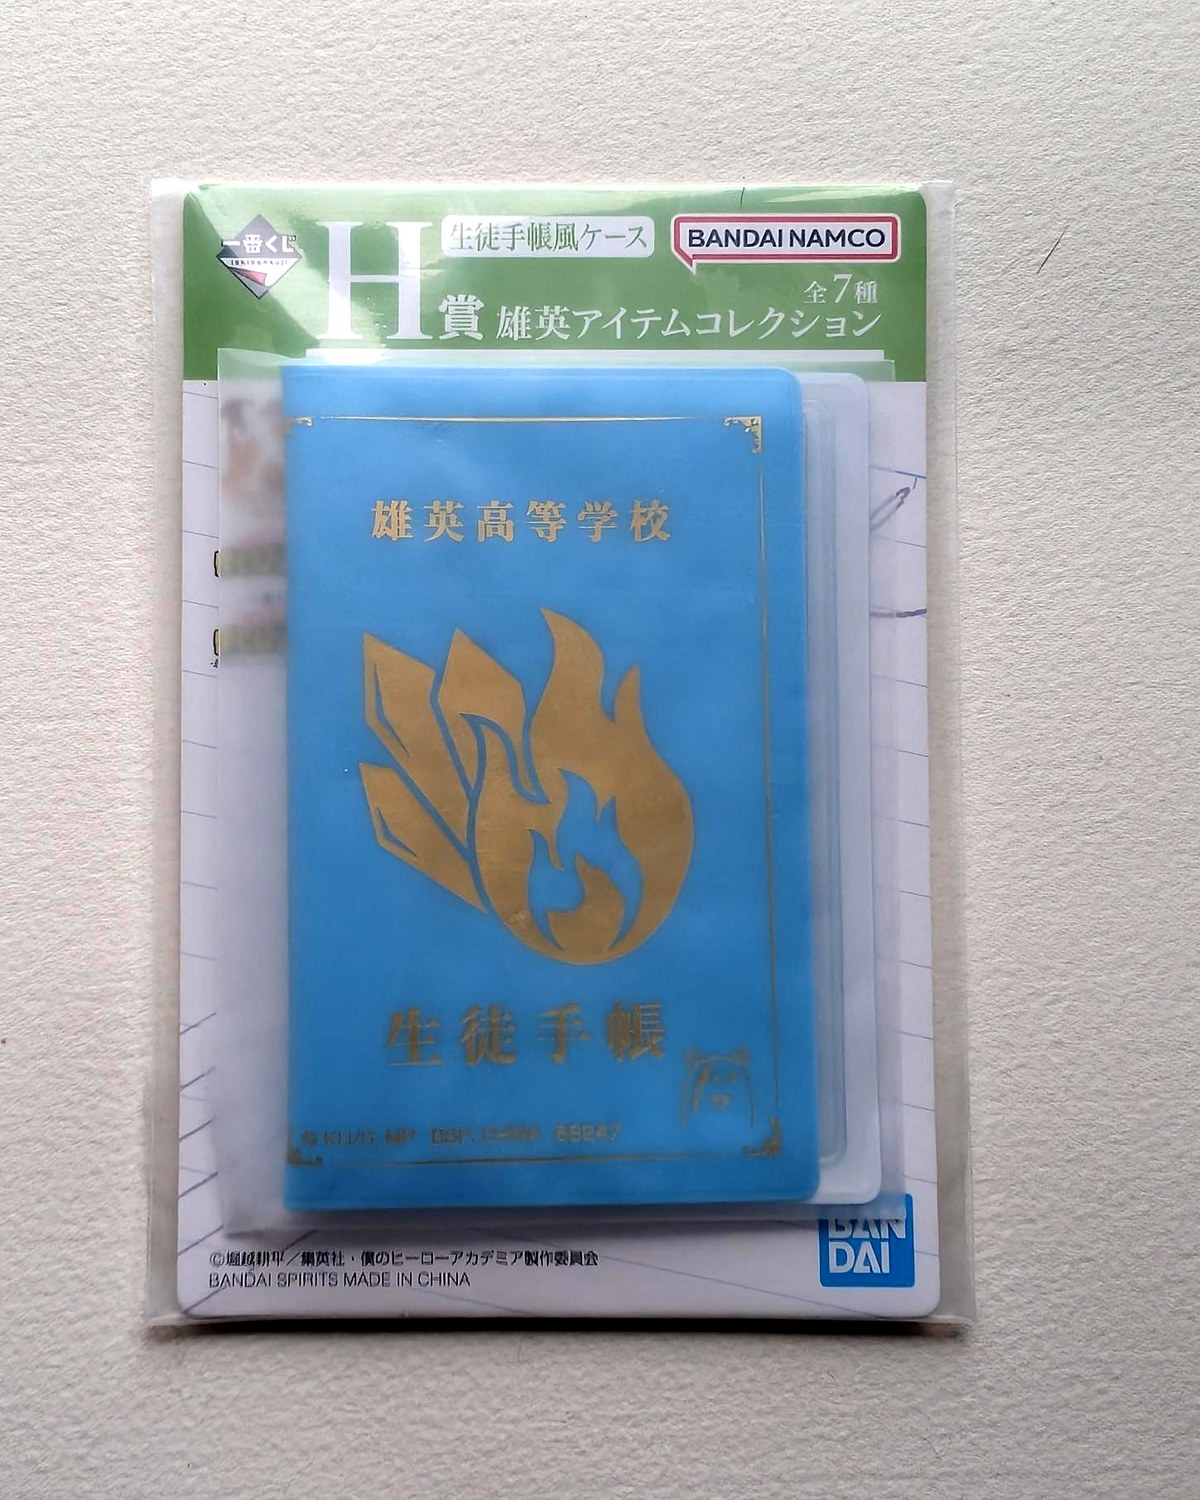 一番くじ
ichibankuji
H賞
生徒手帳風ケース
BANDAI NAMCO
全7種
雄英アイテムコレクション
雄英高等学校
生徒手帳
©堀越耕平／集英社・僕のヒーローアカデミア製作委員会
BANDAI SPIRITS MADE IN CHINA
BAN
DAI